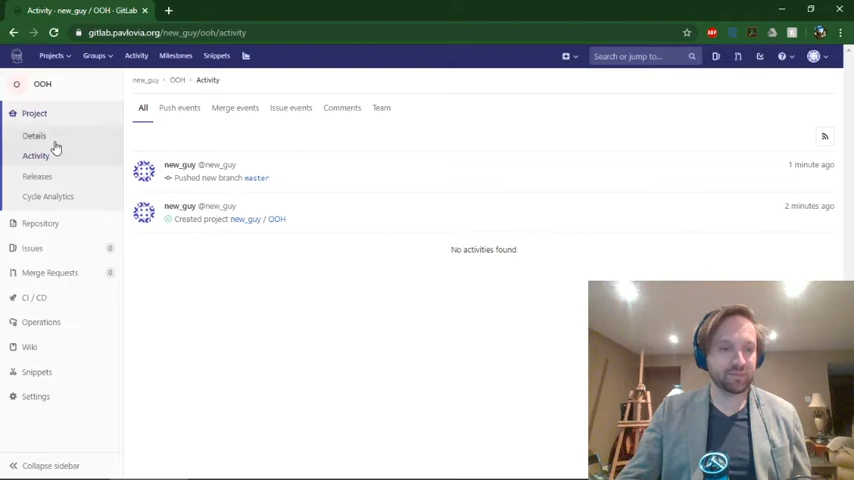 Activity · new_guy / OOH · GitLab
gitlab.pavlovia.org/new_guy/ooh/activity
Projects Groups Activity Milestones Snippets Search or jump to...
O OOH
new_guy › OOH › Activity
All Push events Merge events Issue events Comments Team
Project
Details
Activity
Releases
Cycle Analytics
Repository
Issues 0
Merge Requests 0
CI / CD
Operations
Wiki
Snippets
Settings
Collapse sidebar
new_guy @new_guy 1 minute ago
Pushed new branch master
new_guy @new_guy 2 minutes ago
Created project new_guy / OOH
No activities found